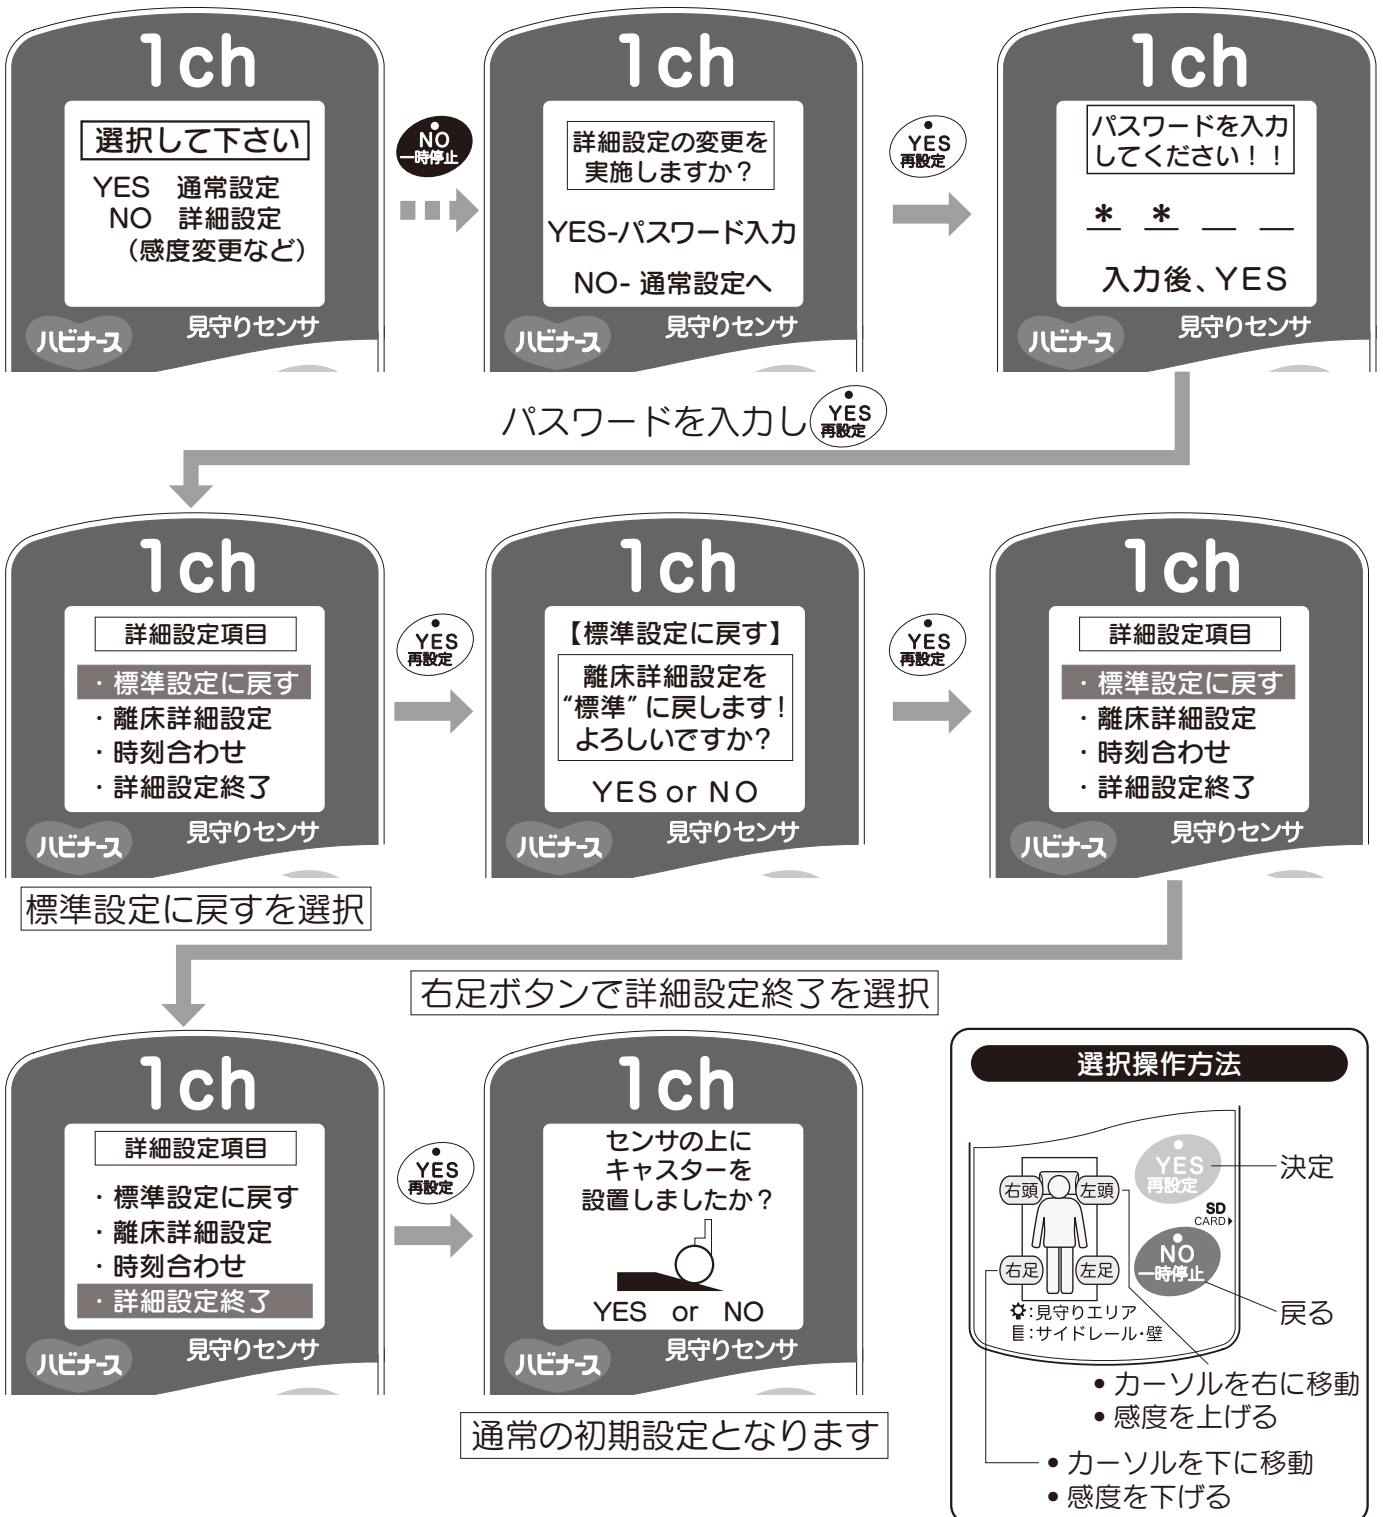 1ch
選択して下さい
YES 通常設定
NO 詳細設定
（感度変更など）
ハビナース
見守りセンサ
NO
一時停止
1ch
詳細設定の変更を
実施しますか？
YES-パスワード入力
NO- 通常設定へ
ハビナース
見守りセンサ
YES
再設定
1ch
パスワードを入力
してください！！
* * _ _
入力後、YES
ハビナース
見守りセンサ
パスワードを入力し
YES
再設定
1ch
詳細設定項目
・標準設定に戻す
・離床詳細設定
・時刻合わせ
・詳細設定終了
ハビナース
見守りセンサ
標準設定に戻すを選択
YES
再設定
1ch
【標準設定に戻す】
離床詳細設定を
“標準”に戻します！
よろしいですか？
YES or NO
ハビナース
見守りセンサ
YES
再設定
1ch
詳細設定項目
・標準設定に戻す
・離床詳細設定
・時刻合わせ
・詳細設定終了
ハビナース
見守りセンサ
右足ボタンで詳細設定終了を選択
1ch
詳細設定項目
・標準設定に戻す
・離床詳細設定
・時刻合わせ
・詳細設定終了
ハビナース
見守りセンサ
YES
再設定
1ch
センサの上に
キャスターを
設置しましたか？
YES or NO
ハビナース
見守りセンサ
通常の初期設定となります
選択操作方法
YES
再設定
決定
右頭
左頭
SD
CARD
NO
一時停止
右足
左足
:見守りエリア
:サイドレール・壁
戻る
•カーソルを右に移動
•感度を上げる
•カーソルを下に移動
•感度を下げる